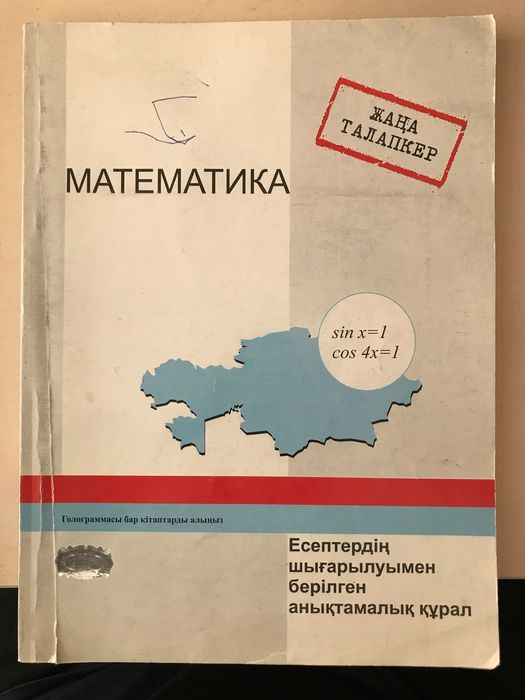 ЖАҢА
ТАЛАПКЕР
МАТЕМАТИКА
sin x=1
cos 4x=1
Голограммасы бар кітаптарды алыңыз
Есептердің
шығарылуымен
берілген
анықтамалық құрал